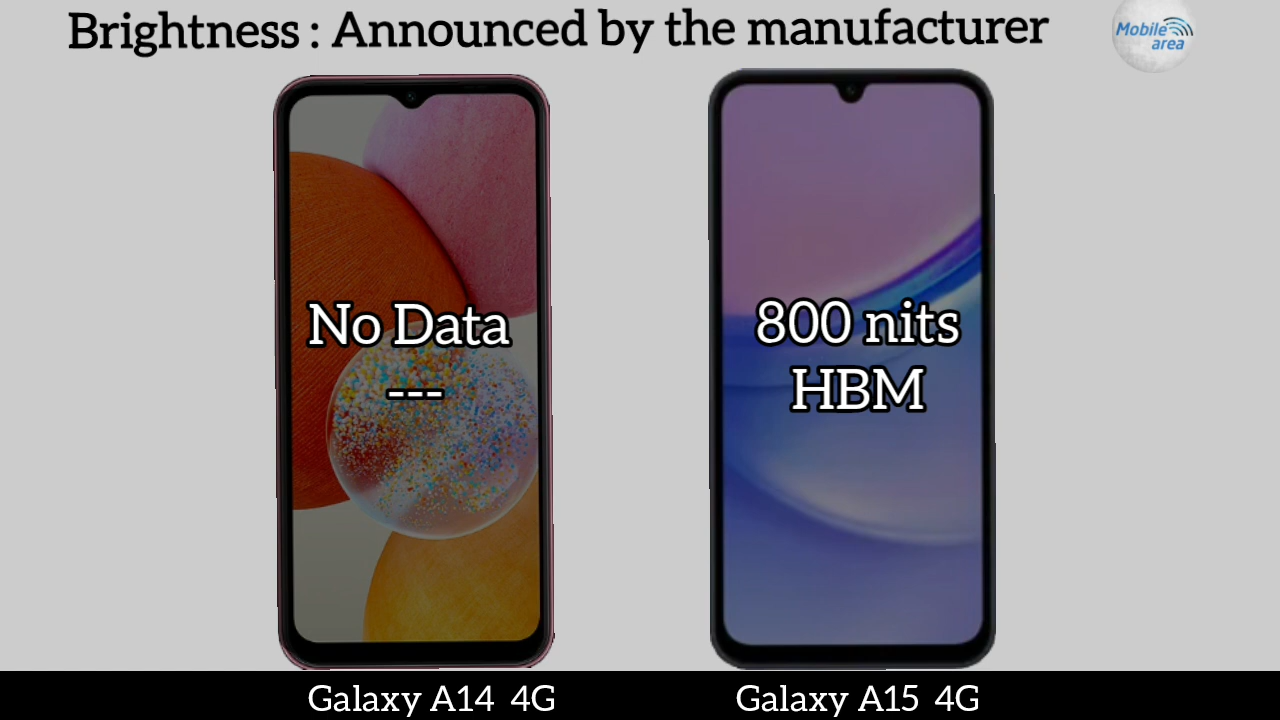 Brightness : Announced by the manufacturer
Mobile
area
No Data
---
800 nits
HBM
Galaxy A14 4G
Galaxy A15 4G